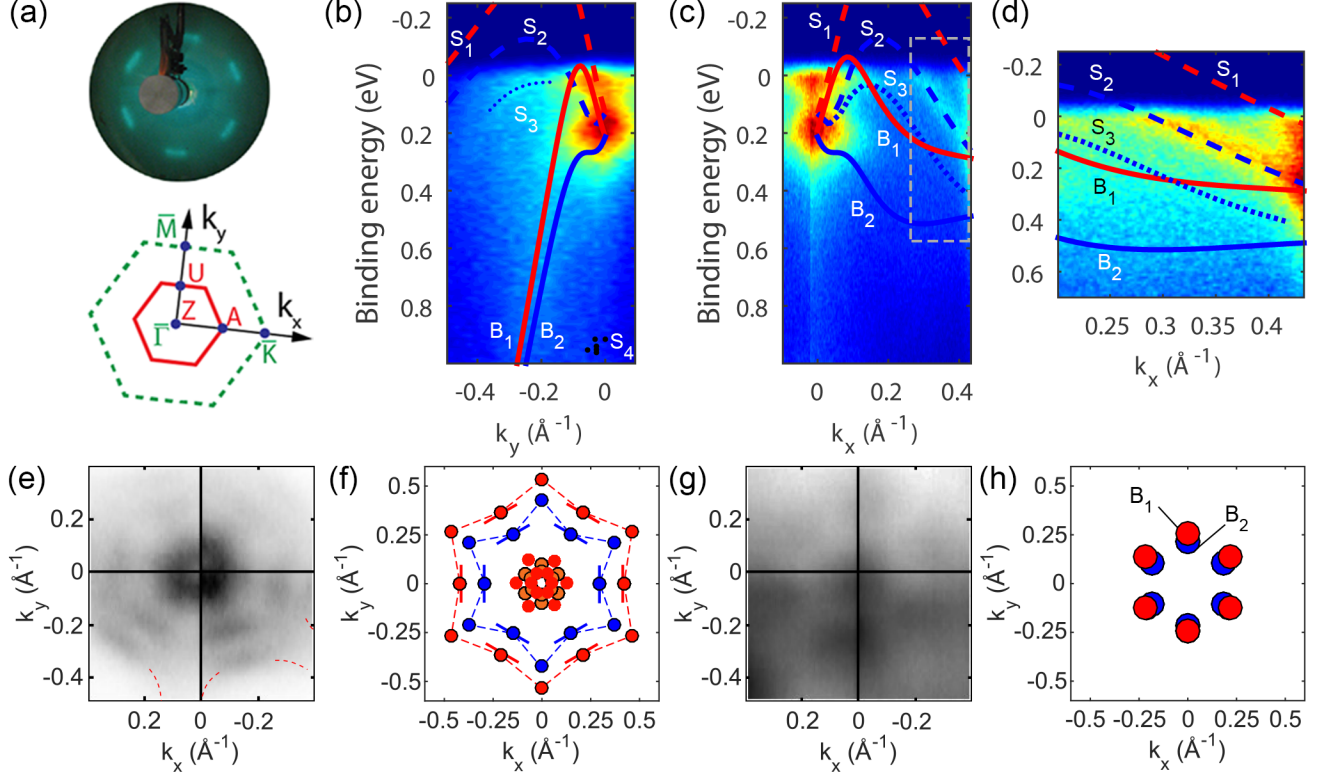 (a)
M̅
k_y
U
Z
A
k_x
Γ̅
K̅
(b)
-0.2
0
0.2
0.4
0.6
0.8
Binding energy (eV)
S₁
S₂
S₃
B₁
B₂
S₄
-0.4
-0.2
0
k_y (Å⁻¹)
(c)
-0.2
0
0.2
0.4
0.6
0.8
Binding energy (eV)
S₁
S₂
S₃
B₁
B₂
0
0.2
0.4
k_x (Å⁻¹)
(d)
-0.2
0
0.2
0.4
0.6
Binding energy (eV)
S₁
S₂
S₃
B₁
B₂
0.25
0.3
0.35
0.4
k_x (Å⁻¹)
(e)
0.2
0
-0.2
-0.4
k_y (Å⁻¹)
0.2
0
-0.2
k_x (Å⁻¹)
(f)
0.5
0.25
0
-0.25
-0.5
k_y (Å⁻¹)
-0.5
-0.25
0
0.25
0.5
k_x (Å⁻¹)
(g)
0.2
0
-0.2
-0.4
k_y (Å⁻¹)
0.2
0
-0.2
k_x (Å⁻¹)
(h)
0.5
0.25
0
-0.25
-0.5
k_y (Å⁻¹)
B₁
B₂
-0.5
-0.25
0
0.25
0.5
k_x (Å⁻¹)